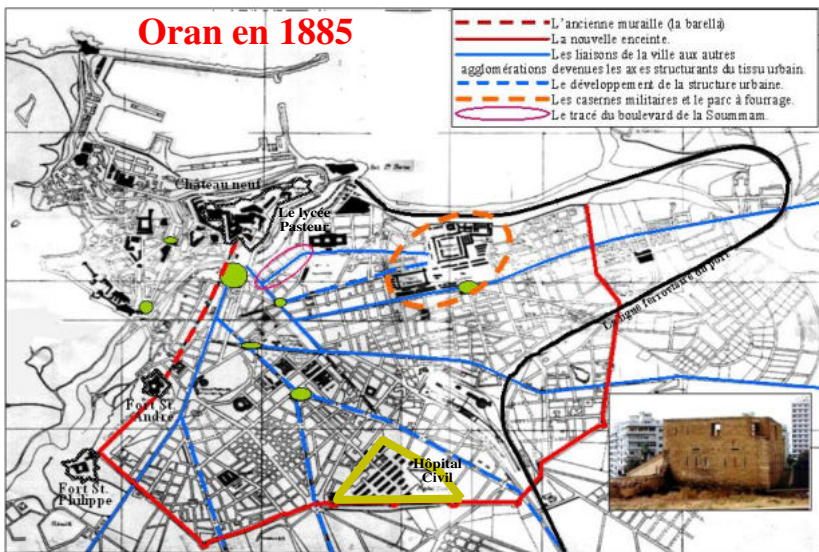 Oran en 1885
L'ancienne muraille (la barella)
La nouvelle enceinte.
Les liaisons de la ville aux autres
agglomérations devenues les axes structurants du tissu urbain.
Le développement de la structure urbaine.
Les casernes militaires et le parc à fourrage.
Le tracé du boulevard de la Soummam.
Château neuf
Le lycée
Pasteur
Ligne ferroviaire du port
Fort St.
André
Fort St.
Philippe
Hôpital
Civil